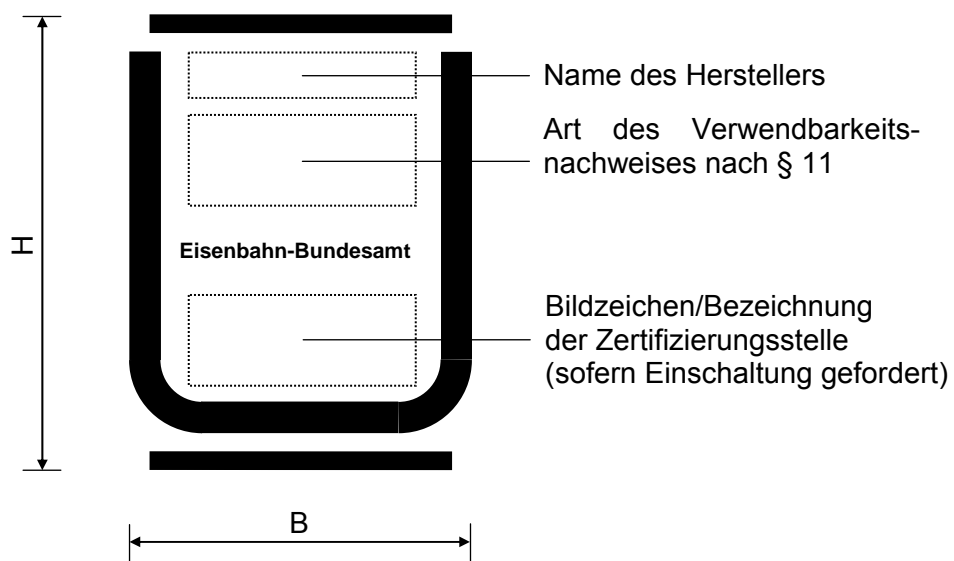 Name des Herstellers
Art des Verwendbarkeits-
nachweises nach § 11
H
Eisenbahn-Bundesamt
Bildzeichen/Bezeichnung
der Zertifizierungsstelle
(sofern Einschaltung gefordert)
B